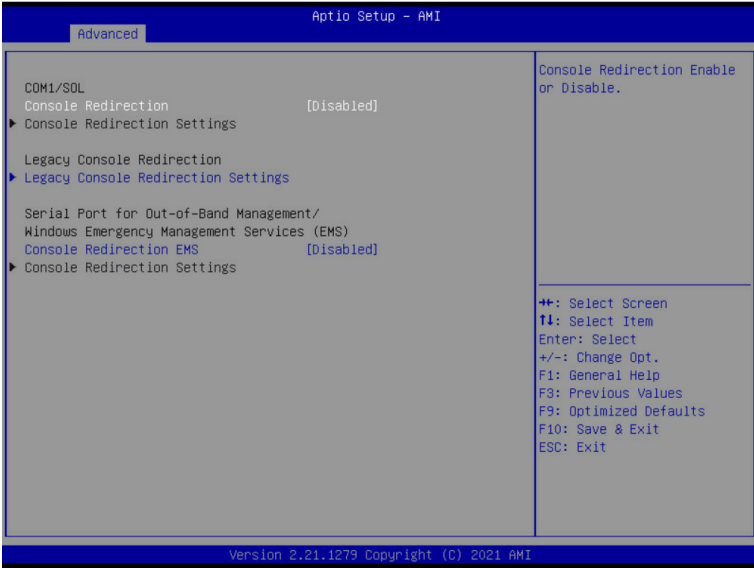 Aptio Setup – AMI
Advanced
COM1/SOL
Console Redirection [Disabled]
▶ Console Redirection Settings
Legacy Console Redirection
▶ Legacy Console Redirection Settings
Serial Port for Out-of-Band Management/
Windows Emergency Management Services (EMS)
Console Redirection EMS [Disabled]
▶ Console Redirection Settings
Console Redirection Enable
or Disable.
→←: Select Screen
↑↓: Select Item
Enter: Select
+/-: Change Opt.
F1: General Help
F3: Previous Values
F9: Optimized Defaults
F10: Save & Exit
ESC: Exit
Version 2.21.1279 Copyright (C) 2021 AMI